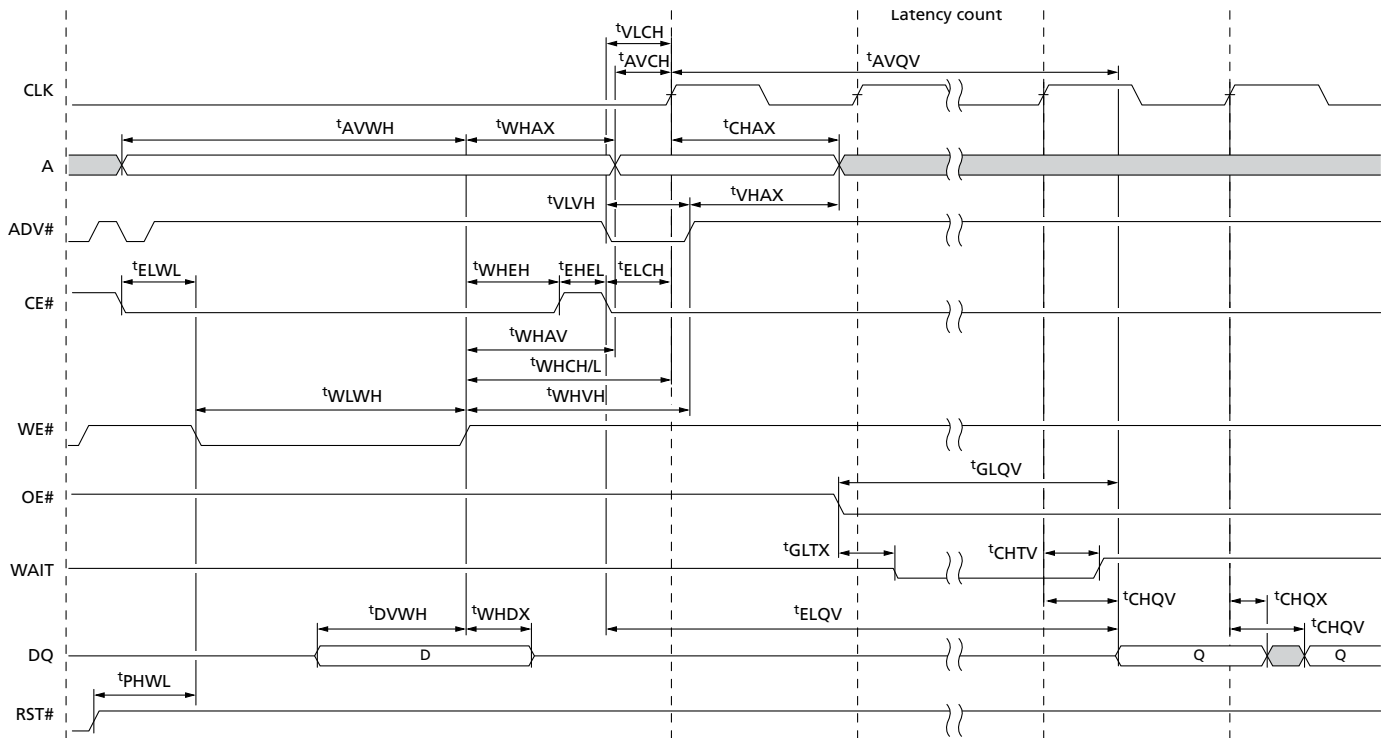 Latency count
tVLCH
tAVCH tAVQV
CLK
tAVWH tWHAX tCHAX
A
tVLVH tVHAX
ADV#
tELWL tWHEH tEHEL tELCH
CE#
tWHAV
tWHCH/L
tWLWH tWHVH
WE#
tGLQV
OE#
tGLTX tCHTV
WAIT
tCHQV tCHQX
tDVWH tWHDX tELQV tCHQV
DQ D Q Q
tPHWL
RST#